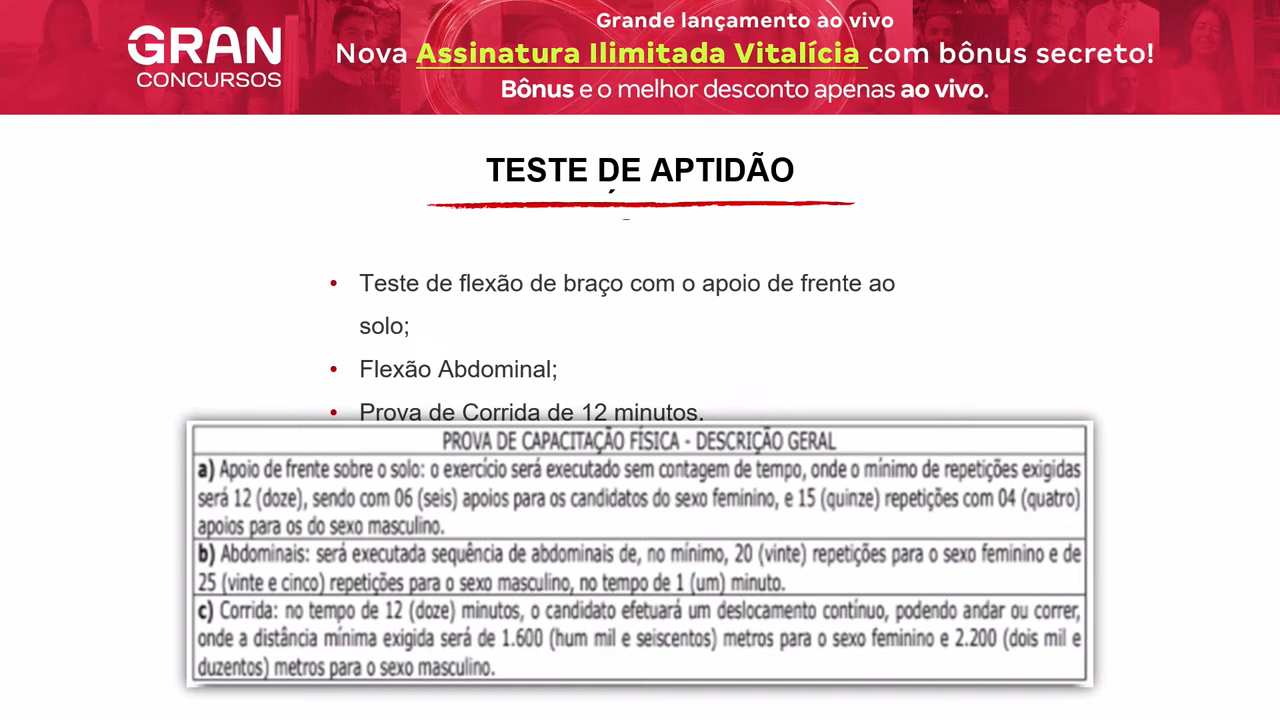 GRAN
CONCURSOS
Grande lançamento ao vivo
Nova Assinatura Ilimitada Vitalícia com bônus secreto!
Bônus e o melhor desconto apenas ao vivo.
TESTE DE APTIDÃO
• Teste de flexão de braço com o apoio de frente ao
solo;
• Flexão Abdominal;
• Prova de Corrida de 12 minutos.
PROVA DE CAPACITAÇÃO FÍSICA - DESCRIÇÃO GERAL
a) Apoio de frente sobre o solo: o exercício será executado sem contagem de tempo, onde o mínimo de repetições exigidas
será 12 (doze), sendo com 06 (seis) apoios para os candidatos do sexo feminino, e 15 (quinze) repetições com 04 (quatro)
apoios para os do sexo masculino.
b) Abdominais: será executada sequência de abdominais de, no mínimo, 20 (vinte) repetições para o sexo feminino e de
25 (vinte e cinco) repetições para o sexo masculino, no tempo de 1 (um) minuto.
c) Corrida: no tempo de 12 (doze) minutos, o candidato efetuará um deslocamento contínuo, podendo andar ou correr,
onde a distância mínima exigida será de 1.600 (hum mil e seiscentos) metros para o sexo feminino e 2.200 (dois mil e
duzentos) metros para o sexo masculino.